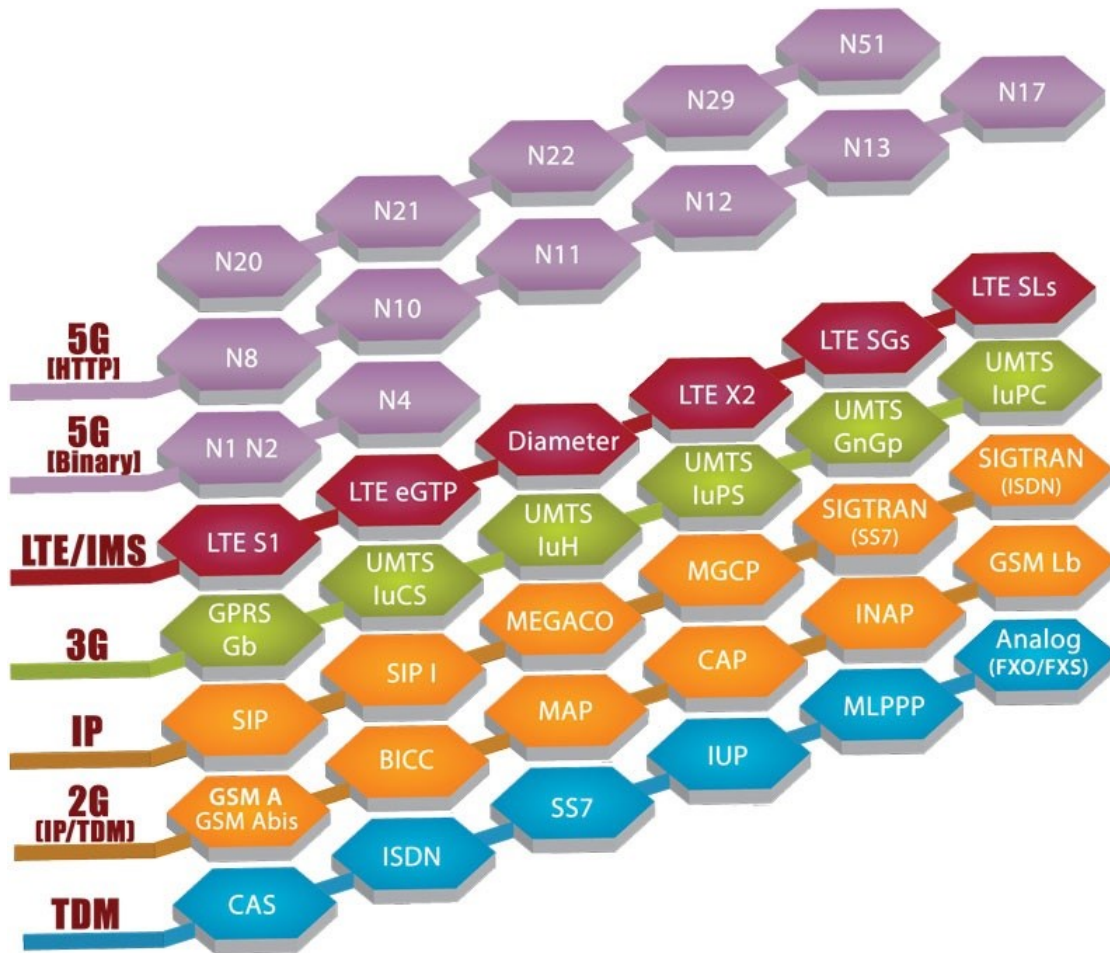 N20
N21
N22
N29
N51
5G
[HTTP]
N8
N10
N11
N12
N13
N17
5G
[Binary]
N1 N2
N4
LTE/IMS
LTE S1
LTE eGTP
Diameter
LTE X2
LTE SGs
LTE SLs
3G
GPRS
Gb
UMTS
IuCS
UMTS
IuH
UMTS
IuPS
UMTS
GnGp
UMTS
IuPC
IP
SIP
SIP I
MEGACO
MGCP
SIGTRAN
(SS7)
SIGTRAN
(ISDN)
2G
(IP/TDM)
GSM A
GSM Abis
BICC
MAP
CAP
INAP
GSM Lb
TDM
CAS
ISDN
SS7
IUP
MLPPP
Analog
(FXO/FXS)